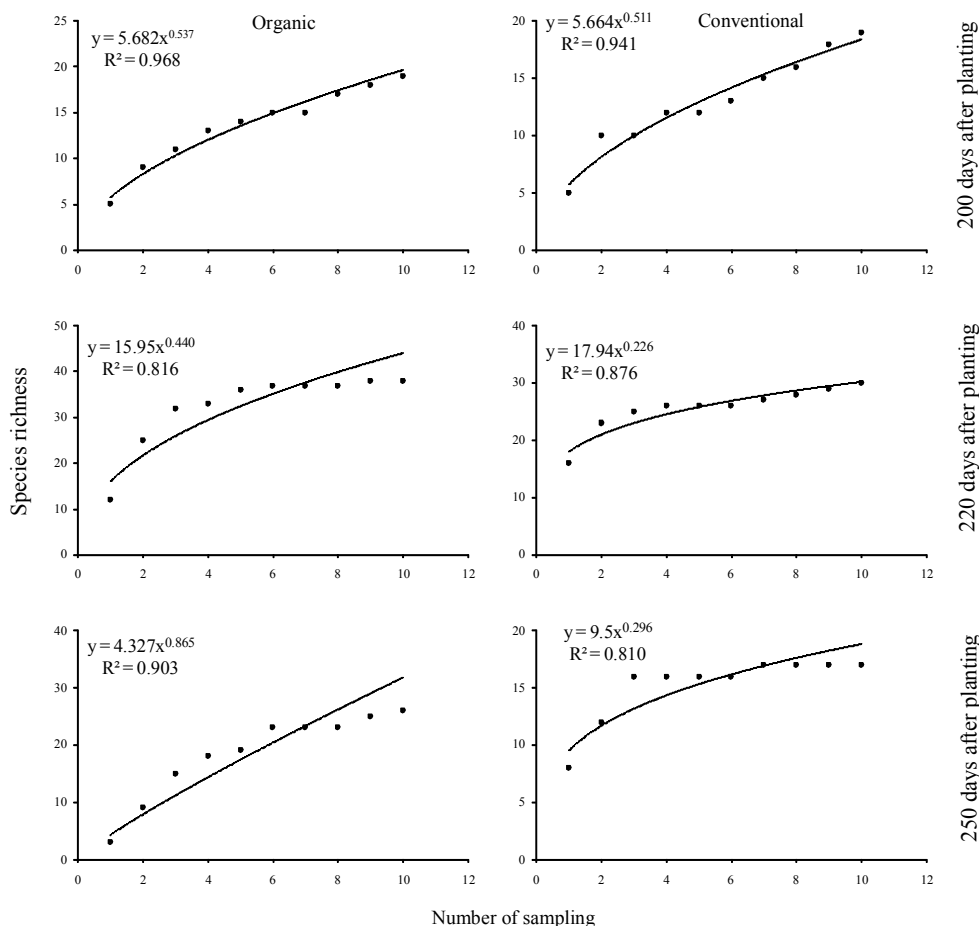 Organic
y = 5.682x^0.537
R² = 0.968
25
20
15
10
5
0
0 2 4 6 8 10 12
Conventional
y = 5.664x^0.511
R² = 0.941
20
15
10
5
0
0 2 4 6 8 10 12
200 days after planting
y = 15.95x^0.440
R² = 0.816
50
40
30
20
10
0
0 2 4 6 8 10 12
y = 17.94x^0.226
R² = 0.876
40
30
20
10
0
0 2 4 6 8 10 12
220 days after planting
Species richness
y = 4.327x^0.865
R² = 0.903
40
30
20
10
0
0 2 4 6 8 10 12
y = 9.5x^0.296
R² = 0.810
20
15
10
5
0
0 2 4 6 8 10 12
250 days after planting
Number of sampling